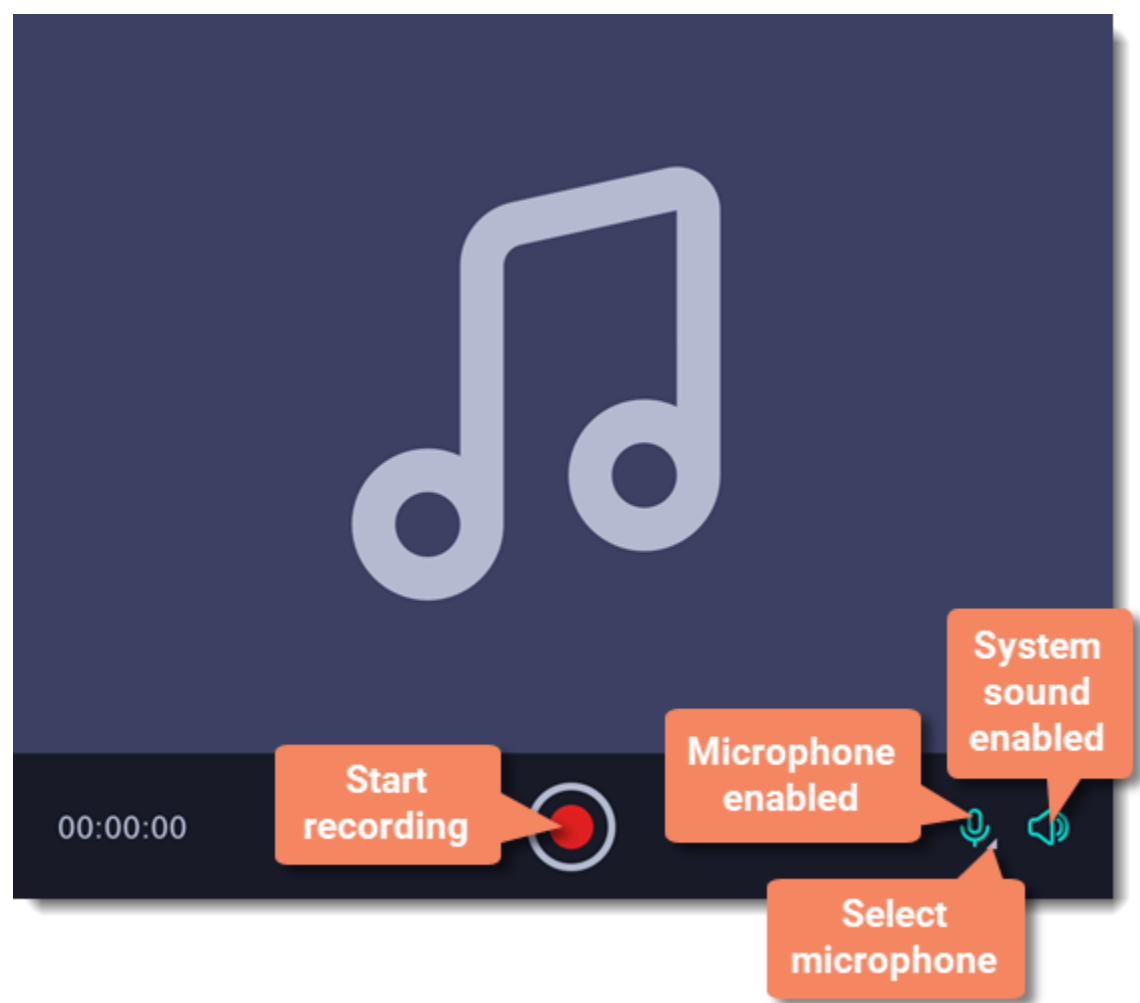 System
sound
enabled
Microphone
enabled
Start
recording
00:00:00
Select
microphone